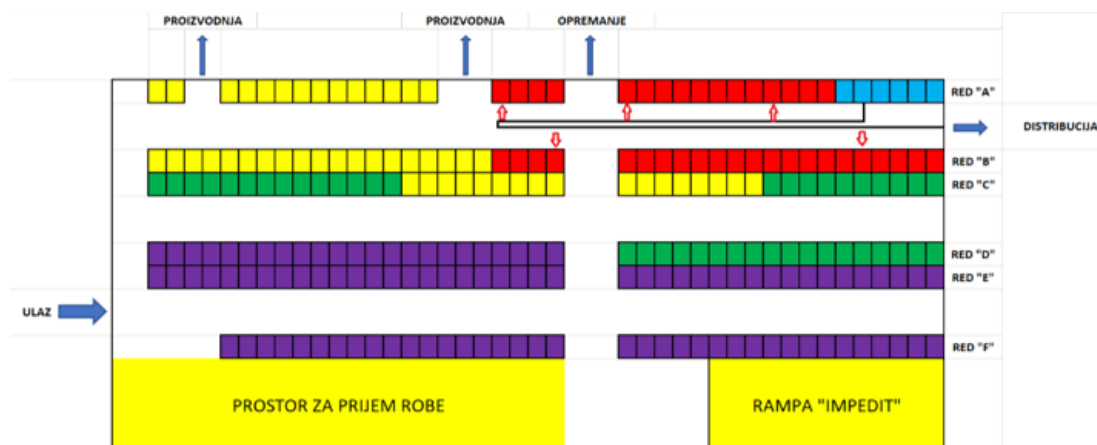 PROIZVODNJA
PROIZVODNJA
OPREMANJE
RED "A"
DISTRIBUCIJA
RED "B"
RED "C"
RED "D"
RED "E"
ULAZ
RED "F"
PROSTOR ZA PRIJEM ROBE
RAMPA "IMPEDIT"